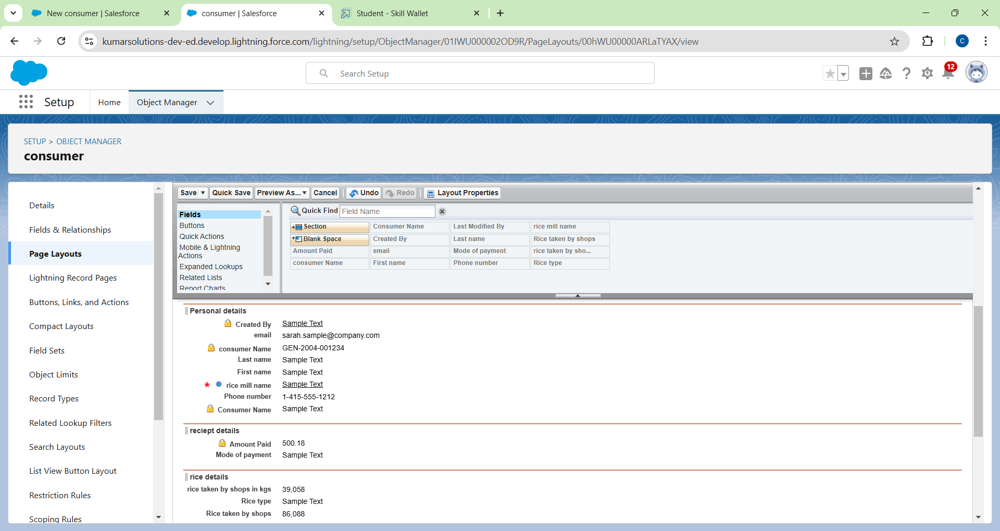 New consumer | Salesforce
consumer | Salesforce
Student - Skill Wallet
kumarsolutions-dev-ed.develop.lightning.force.com/lightning/setup/ObjectManager/01IWU000002OD9R/PageLayouts/00hWU00000ARLaTYAX/view
C
Search Setup
12
Setup
Home
Object Manager
SETUP > OBJECT MANAGER
consumer
Details
Fields & Relationships
Page Layouts
Lightning Record Pages
Buttons, Links, and Actions
Compact Layouts
Field Sets
Object Limits
Record Types
Related Lookup Filters
Search Layouts
List View Button Layout
Restriction Rules
Scoping Rules
Save
Quick Save
Preview As...
Cancel
Undo
Redo
Layout Properties
Fields
Buttons
Quick Actions
Mobile & Lightning
Actions
Expanded Lookups
Related Lists
Report Charts
Quick Find Field Name
Section Consumer Name Last Modified By rice mill name
Blank Space Created By Last name Rice taken by shops
Amount Paid email Mode of payment rice taken by sho...
consumer Name First name Phone number Rice type
Personal details
Created By Sample Text
email sarah.sample@company.com
consumer Name GEN-2004-001234
Last name Sample Text
First name Sample Text
* rice mill name Sample Text
Phone number 1-415-555-1212
Consumer Name Sample Text
reciept details
Amount Paid 500.18
Mode of payment Sample Text
rice details
rice taken by shops in kgs 39,058
Rice type Sample Text
Rice taken by shops 86,088